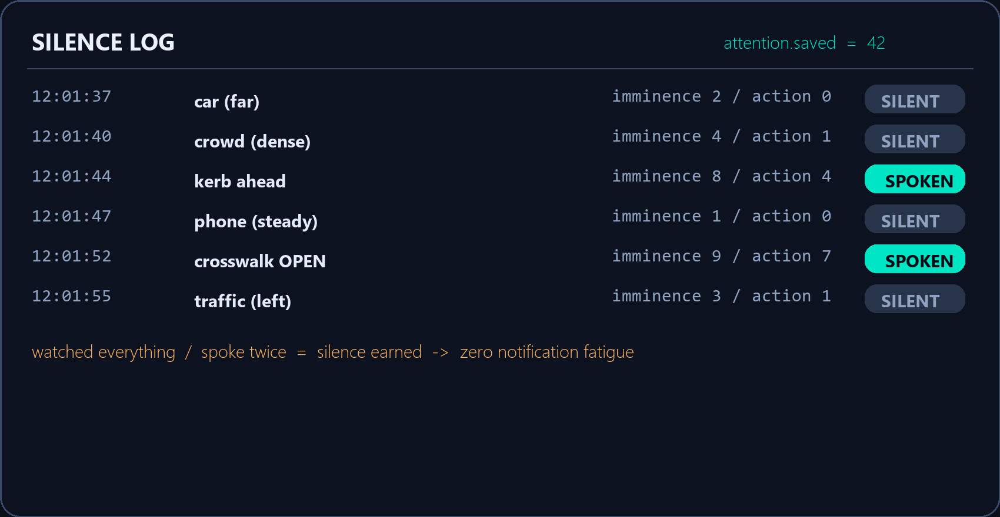 SILENCE LOG attention.saved = 42
12:01:37 car (far) imminence 2 / action 0 SILENT
12:01:40 crowd (dense) imminence 4 / action 1 SILENT
12:01:44 kerb ahead imminence 8 / action 4 SPOKEN
12:01:47 phone (steady) imminence 1 / action 0 SILENT
12:01:52 crosswalk OPEN imminence 9 / action 7 SPOKEN
12:01:55 traffic (left) imminence 3 / action 1 SILENT
watched everything / spoke twice = silence earned -> zero notification fatigue